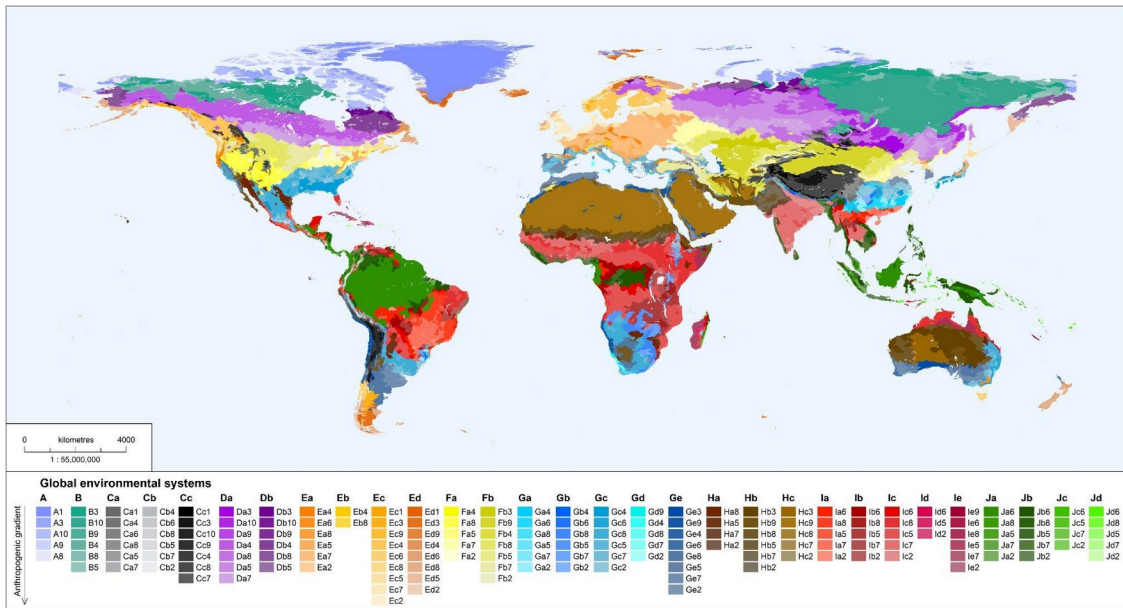 0 kilometres 4000
1 : 55,000,000
Global environmental systems
A B Ca Cb Cc Da Db Ea Eb Ec Ed Fa Fb Ga Gb Gc Gd Ge Ha Hb Hc Ia Ib Ic Id Ie Ja Jb Jc Jd
Anthropogenic gradient
A1 B3 Ca1 Cb4 Cc1 Da3 Db3 Ea4 Eb4 Ec1 Ed1 Fa4 Fb3 Ga4 Gb4 Gc4 Gd9 Ge3 Ha8 Hb3 Hc9 Ia6 Ib6 Ic6 Id6 Ie9 Ja6 Jb6 Jd6
A3 B10 Ca4 Cb6 Cc3 Da10 Db10 Ea6 Eb8 Ec3 Ed3 Fa8 Fb9 Ga6 Gb6 Gc6 Gd4 Ge9 Ha5 Hb9 Hc4 Ia8 Ib8 Ic8 Id5 Ie6 Ja8 Jb8 Jc5 Jd8
A10 B9 Ca6 Cb8 Cc10 Da9 Db9 Ea8 Ec9 Ed9 Fa5 Fb4 Ga8 Gb8 Gc8 Gd8 Ha7 Hb4 Hc8 Ia5 Ib5 Ic5 Id2 Ie8 Ja5 Jb5 Jd5
A9 B4 Ca8 Cb5 Cc9 Da4 Db4 Ea5 Ec4 Ed4 Fa7 Fb8 Ga5 Gb5 Gc5 Gd5 Ha2 Hb8 Hc5 Ia7 Ib7 Ic7 Ie5 Ja7 Jb7 Jc2 Jd7
A8 B8 Ca5 Cb7 Cc4 Da8 Db8 Ea7 Ec6 Ed6 Fa2 Fb5 Ga7 Gb7 Gc7 Gd7 Ge8 Hb5 Hc7 Ia2 Ib2 Ic2 Ie7 Ja2 Jb2 Jd2
B5 Ca7 Cb2 Cc8 Da5 Db5 Ea2 Ec8 Ed8 Fb7 Ga2 Gb2 Gc2 Gd2 Ge5 Hb7 Hc2 Ie2
Cc7 Da7 Ec5 Ed5 Fb2 Ge7 Hb2
Ec7 Ed2 Ge2
Ec2